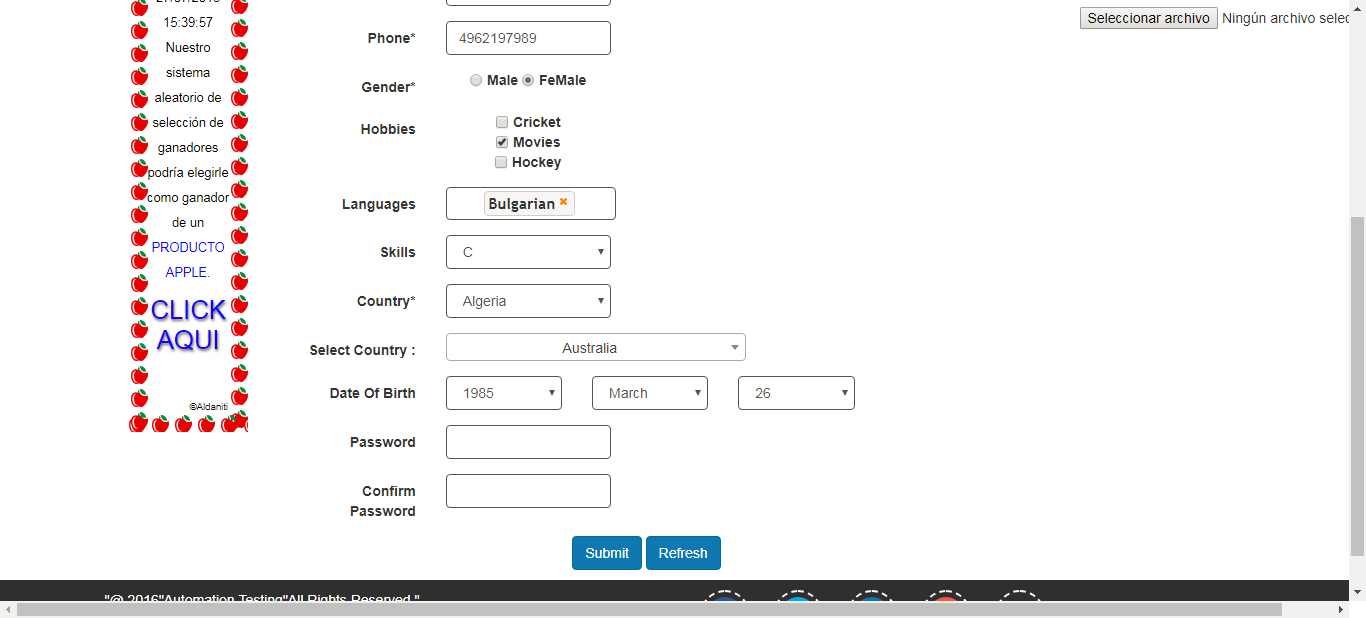 15:39:57
Nuestro
sistema
aleatorio de
selección de
ganadores
podría elegirle
como ganador
de un
PRODUCTO
APPLE.
CLICK
AQUI
©Aldaniti
Seleccionar archivo Ningún archivo selec
Phone* 4962197989
Gender* Male FeMale
Hobbies Cricket
Movies
Hockey
Languages Bulgarian
Skills C
Country* Algeria
Select Country : Australia
Date Of Birth 1985 March 26
Password
Confirm
Password
Submit Refresh
"@ 2016"Automation Testing"All Rights Reserved."